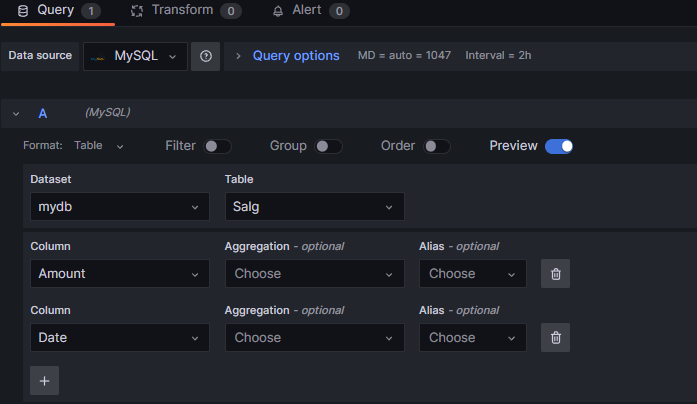 Query 1 Transform 0 Alert 0
Data source MySQL Query options MD = auto = 1047 Interval = 2h
A (MySQL)
Format: Table Filter Group Order Preview
Dataset Table
mydb Salg
Column Aggregation - optional Alias - optional
Amount Choose Choose
Column Aggregation - optional Alias - optional
Date Choose Choose